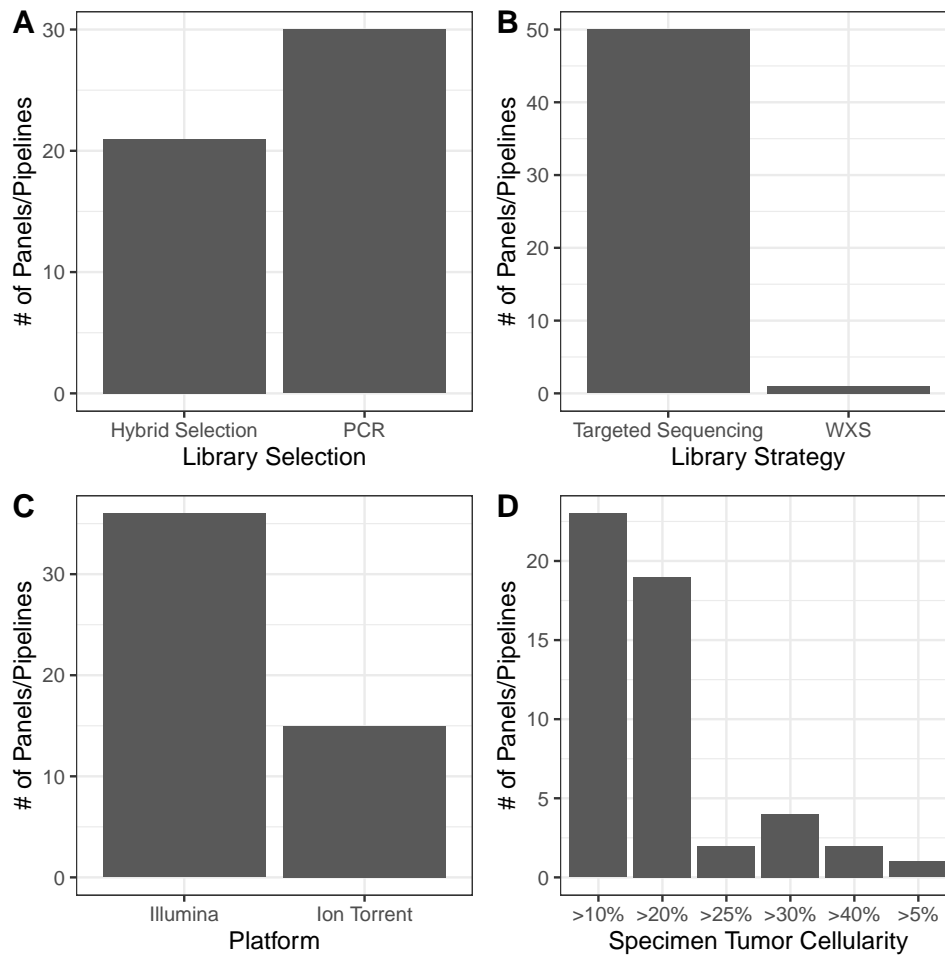 A
# of Panels/Pipelines
30
20
10
0
Hybrid Selection PCR
Library Selection
B
# of Panels/Pipelines
50
40
30
20
10
0
Targeted Sequencing WXS
Library Strategy
C
# of Panels/Pipelines
30
20
10
0
Illumina Ion Torrent
Platform
D
# of Panels/Pipelines
20
15
10
5
0
>10% >20% >25% >30% >40% >5%
Specimen Tumor Cellularity